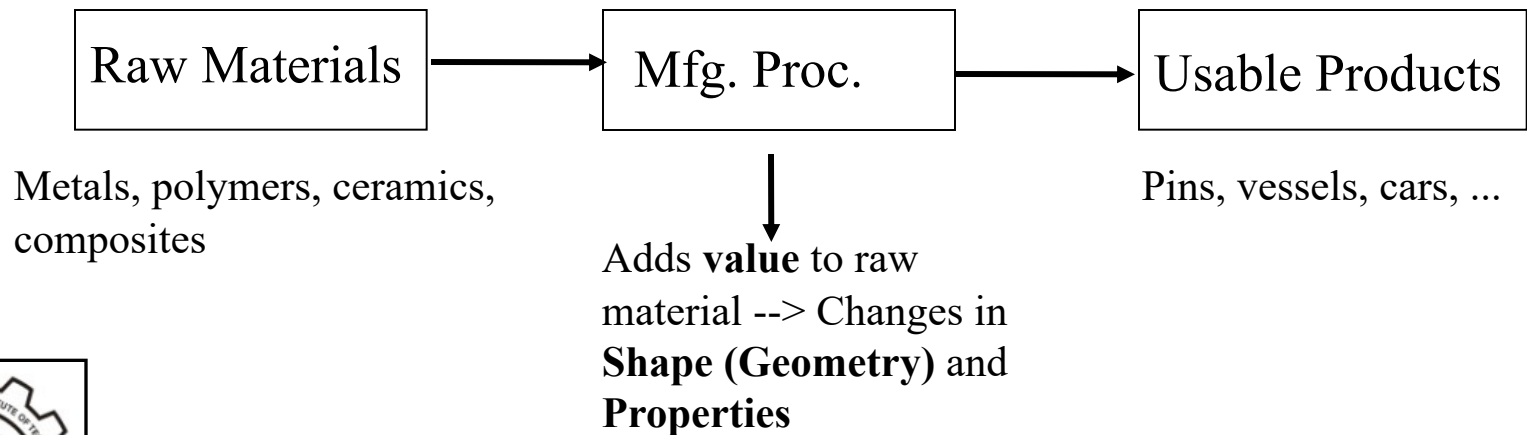 Raw Materials
Mfg. Proc.
Usable Products
Metals, polymers, ceramics,
composites
Pins, vessels, cars, ...
Adds value to raw
material --> Changes in
Shape (Geometry) and
Properties